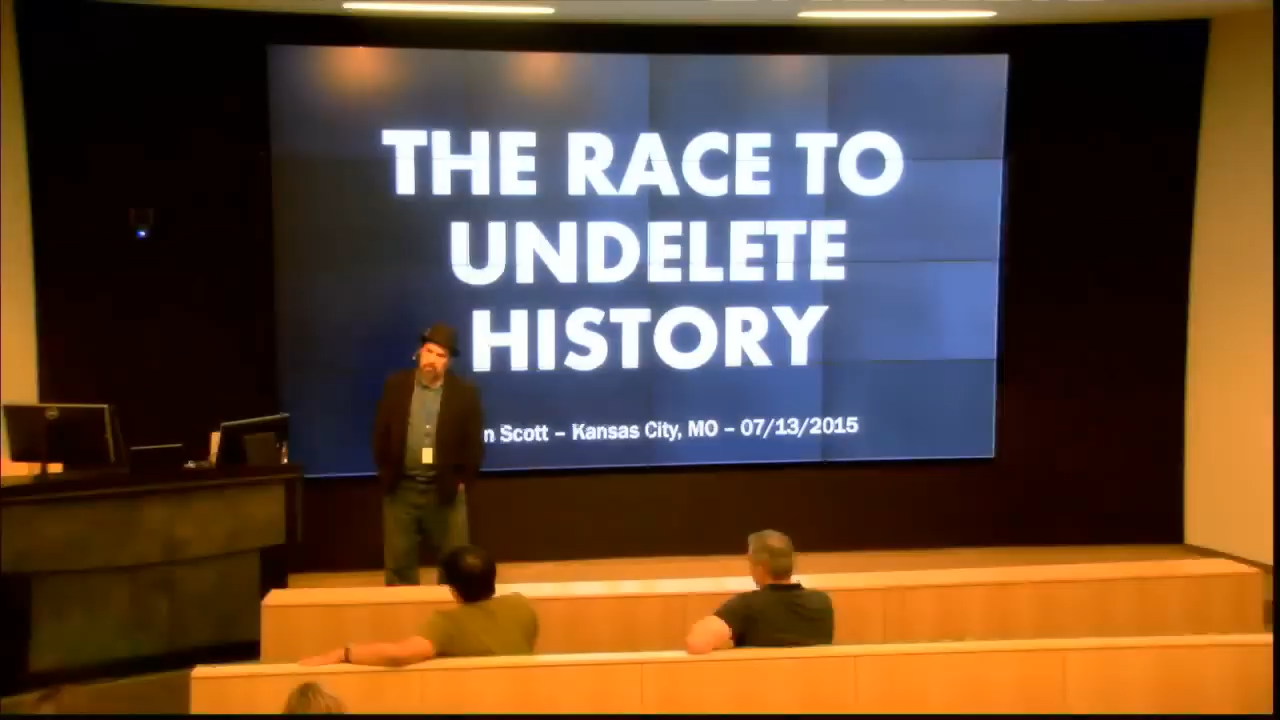 THE RACE TO
UNDELETE
HISTORY
n Scott – Kansas City, MO – 07/13/2015